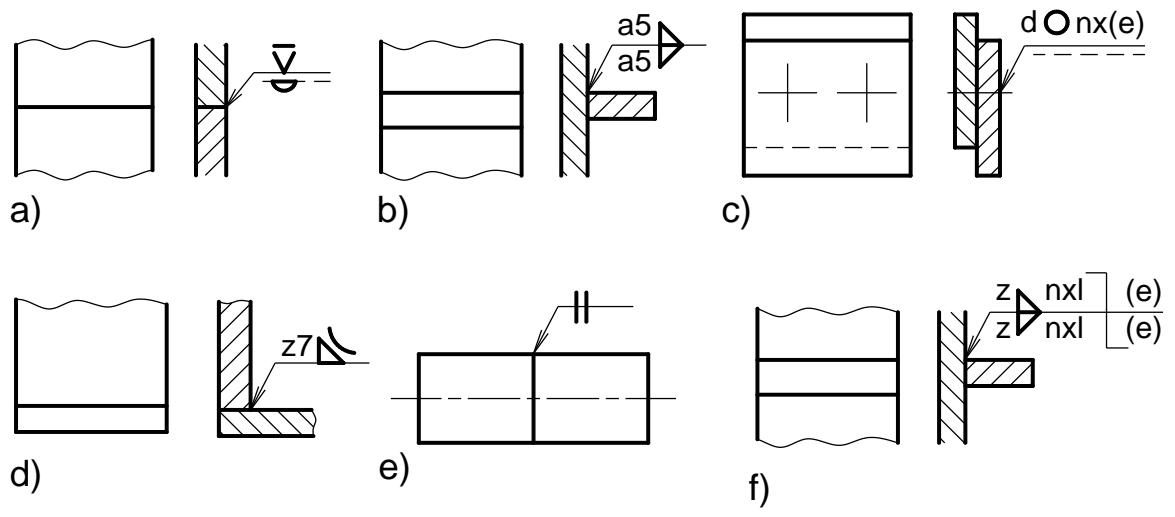 a5
a5
d nx(e)
a)
b)
c)
z7
z nxl (e)
z nxl (e)
d)
e)
f)